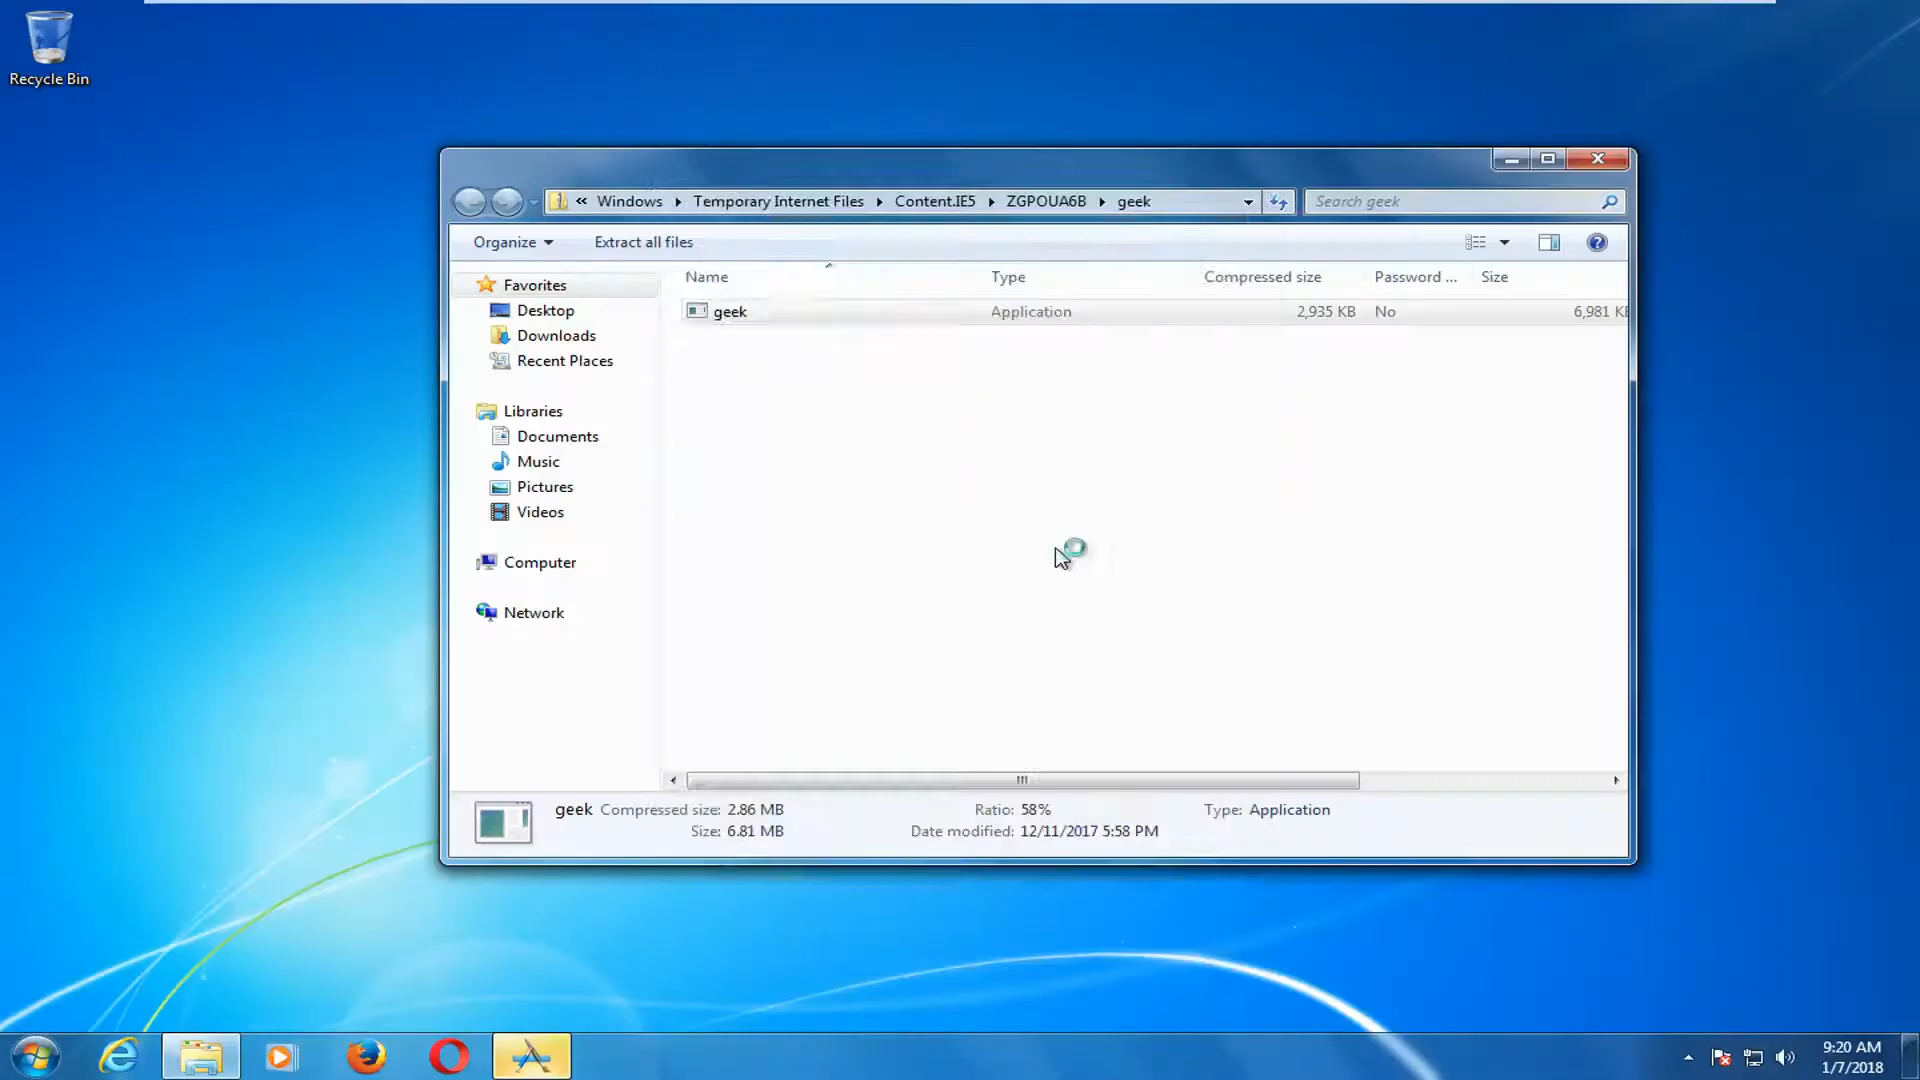 Recycle Bin
« Windows ▸ Temporary Internet Files ▸ Content.IE5 ▸ ZGPOUA6B ▸ geek
Search geek
Organize Extract all files
Name Type Compressed size Password ... Size
geek Application 2,935 KB No 6,981 KB
Favorites
Desktop
Downloads
Recent Places
Libraries
Documents
Music
Pictures
Videos
Computer
Network
geek Compressed size: 2.86 MB Ratio: 58% Type: Application
Size: 6.81 MB Date modified: 12/11/2017 5:58 PM
9:20 AM
1/7/2018